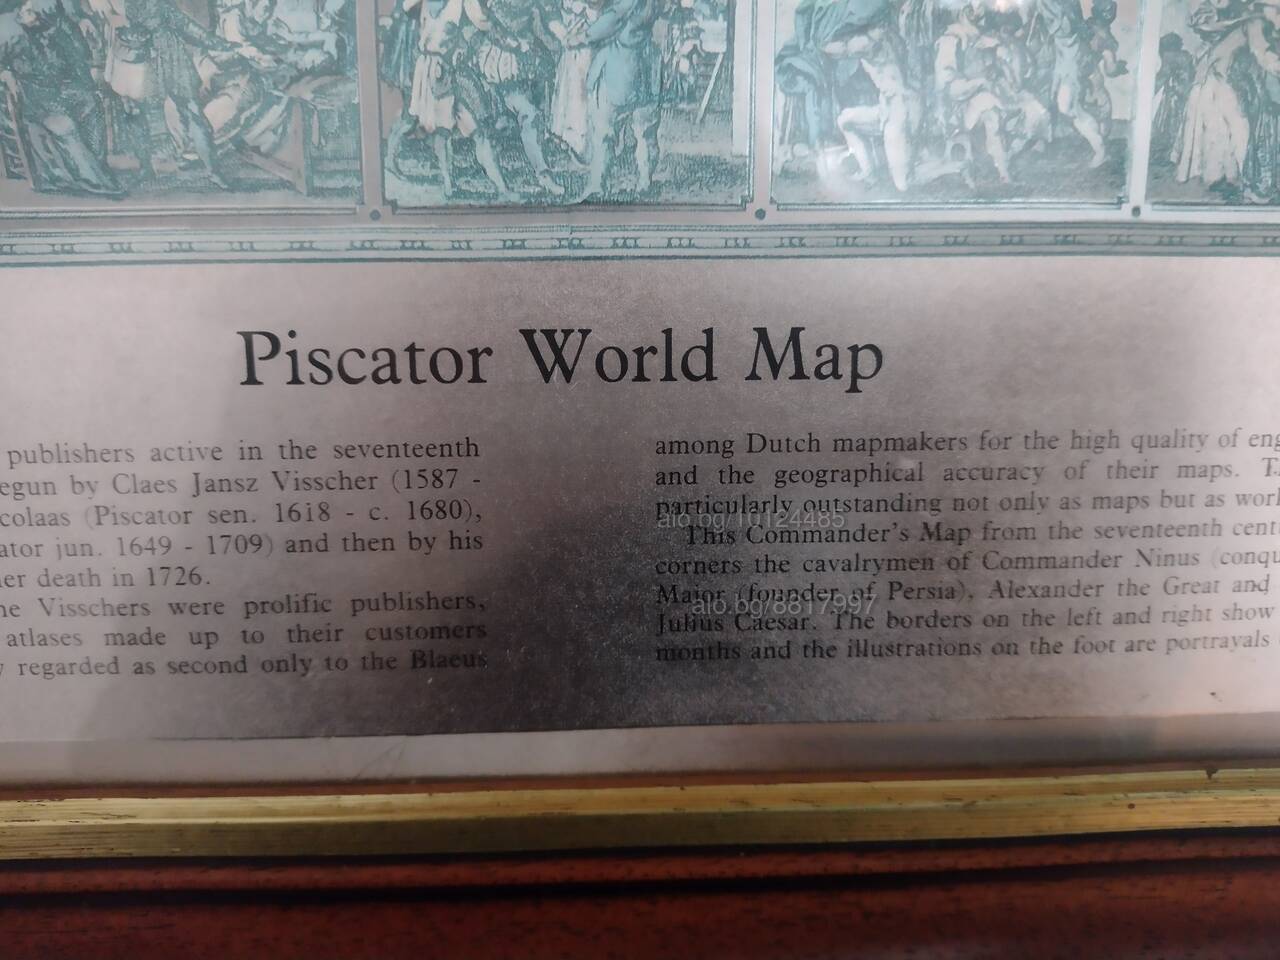 Piscator World Map
publishers active in the seventeenth
egun by Claes Jansz Visscher (1587 -
colaas (Piscator sen. 1618 - c. 1680),
ator jun. 1649 - 1709) and then by his
er death in 1726.
he Visschers were prolific publishers,
atlases made up to their customers
y regarded as second only to the Blaeus
among Dutch mapmakers for the high quality of eng
and the geographical accuracy of their maps. T
particularly outstanding not only as maps but as worl
This Commander's Map from the seventeenth cent
corners the cavalrymen of Commander Ninus (conqu
Major (founder of Persia), Alexander the Great and
Julius Caesar. The borders on the left and right show
months and the illustrations on the foot are portrayals
alo.bg/10124485
alo.bg/8817997